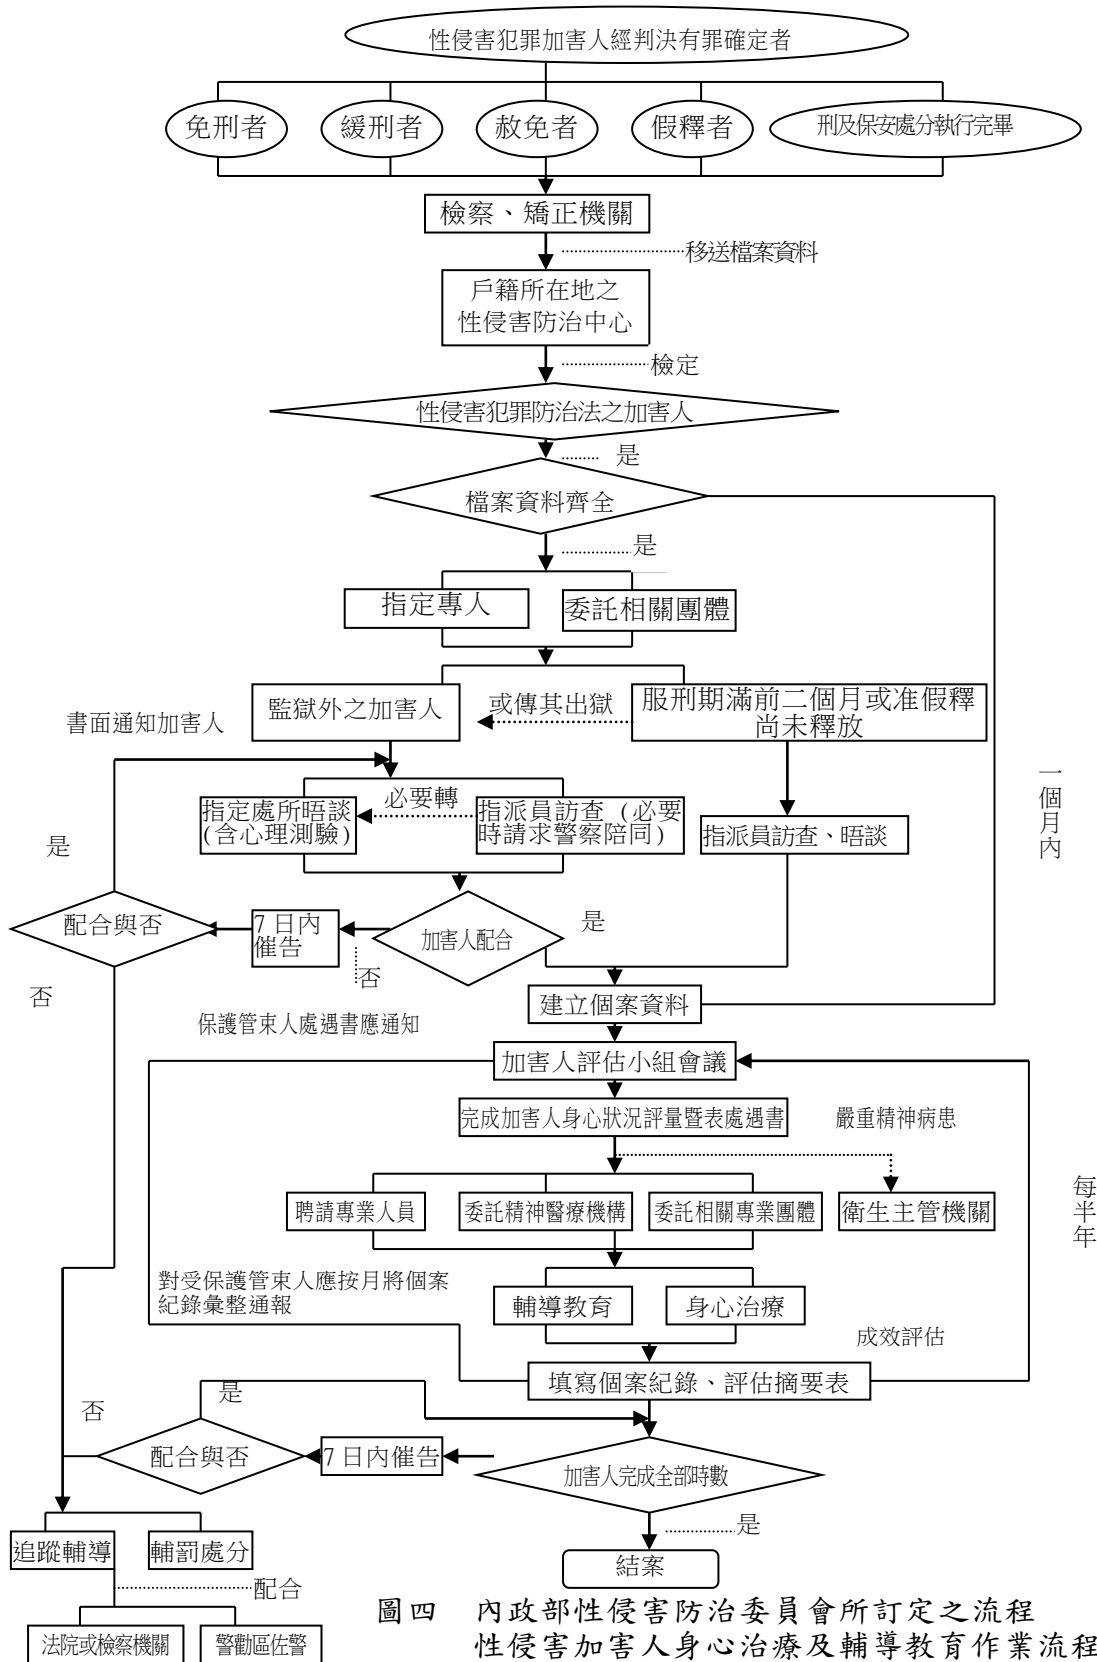 性侵害犯罪加害人經判決有罪確定者
免刑者
緩刑者
赦免者
假釋者
刑及保安處分執行完畢
檢察、矯正機關
移送檔案資料
戶籍所在地之
性侵害防治中心
檢定
性侵害犯罪防治法之加害人
是
檔案資料齊全
是
指定專人
委託相關團體
監獄外之加害人
或傳其出獄
服刑期滿前二個月或准假釋
尚未釋放
書面通知加害人
一個月內
指定處所晤談
(含心理測驗)
必要轉
指派員訪查 (必要
時請求警察陪同)
指派員訪查、晤談
是
配合與否
7 日內
催告
加害人配合
是
否
否
建立個案資料
保護管束人處遇書應通知
加害人評估小組會議
完成加害人身心狀況評量暨表處遇書
嚴重精神病患
聘請專業人員
委託精神醫療機構
委託相關專業團體
衛生主管機關
每半年
對受保護管束人應按月將個案
紀錄彙整通報
輔導教育
身心治療
成效評估
填寫個案紀錄、評估摘要表
是
否
配合與否
7 日內催告
加害人完成全部時數
是
追蹤輔導
輔罰處分
結案
配合
法院或檢察機關
警勸區佐警
圖四 內政部性侵害防治委員會所訂定之流程
性侵害加害人身心治療及輔導教育作業流程